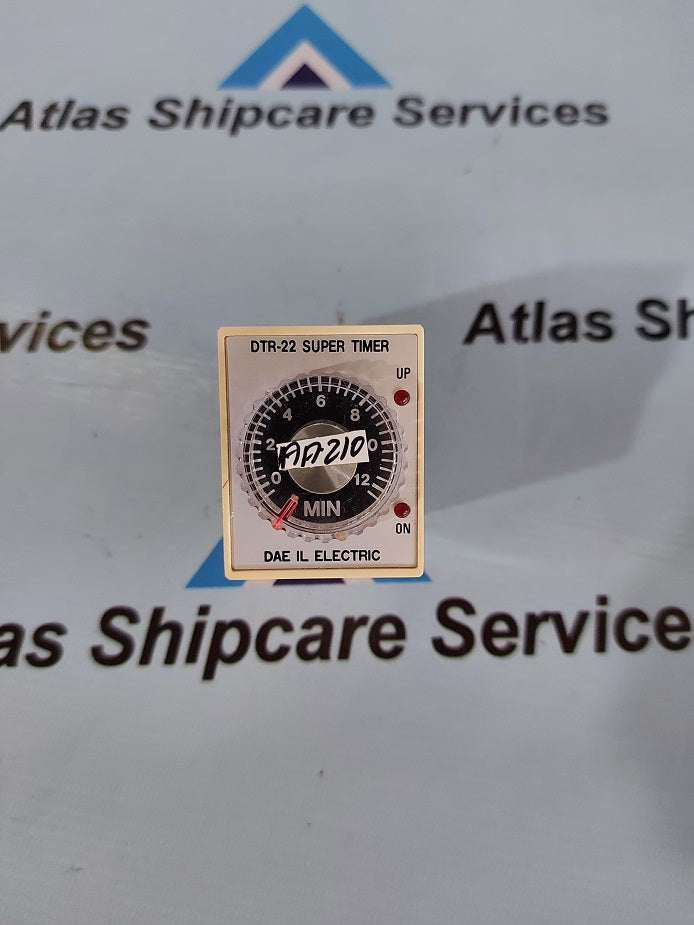 Atlas Shipcare Services
vices
Atlas Sh
DTR-22 SUPER TIMER
UP
6
4 8
2 0
AA210
0 12
MIN
ON
DAE IL ELECTRIC
as Shipcare Service